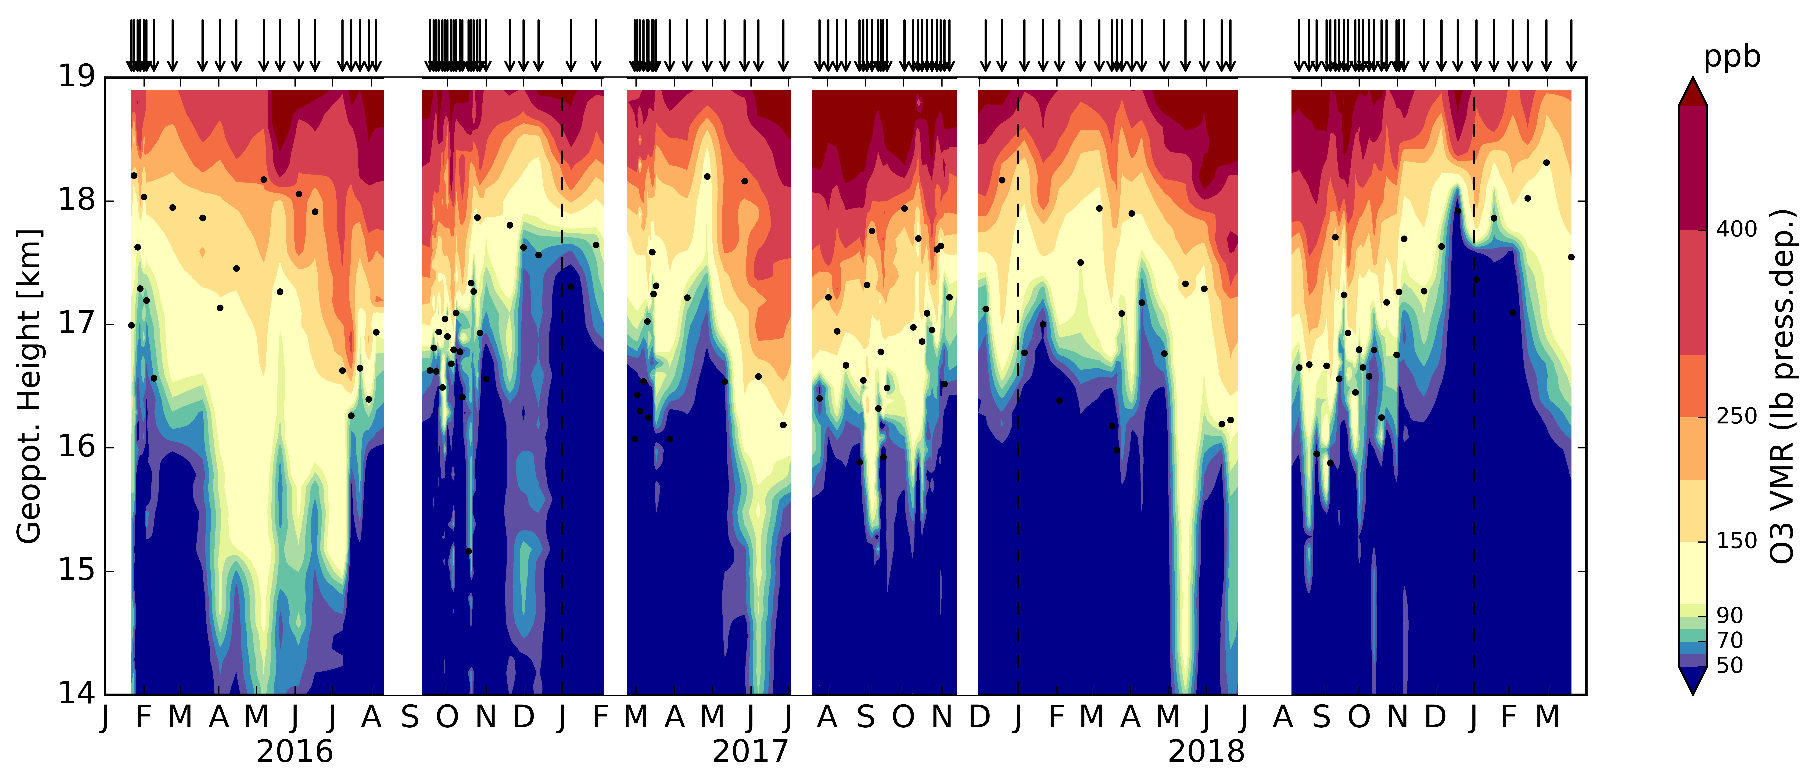 ppb
19
18
17
16
15
14
Geopot. Height [km]
J F M A M J J A S O N D J F M A M J J A S O N D J F M A M J J A S O N D J F M
2016 2017 2018
400
250
150
90
70
50
O3 VMR (lb press.dep.)